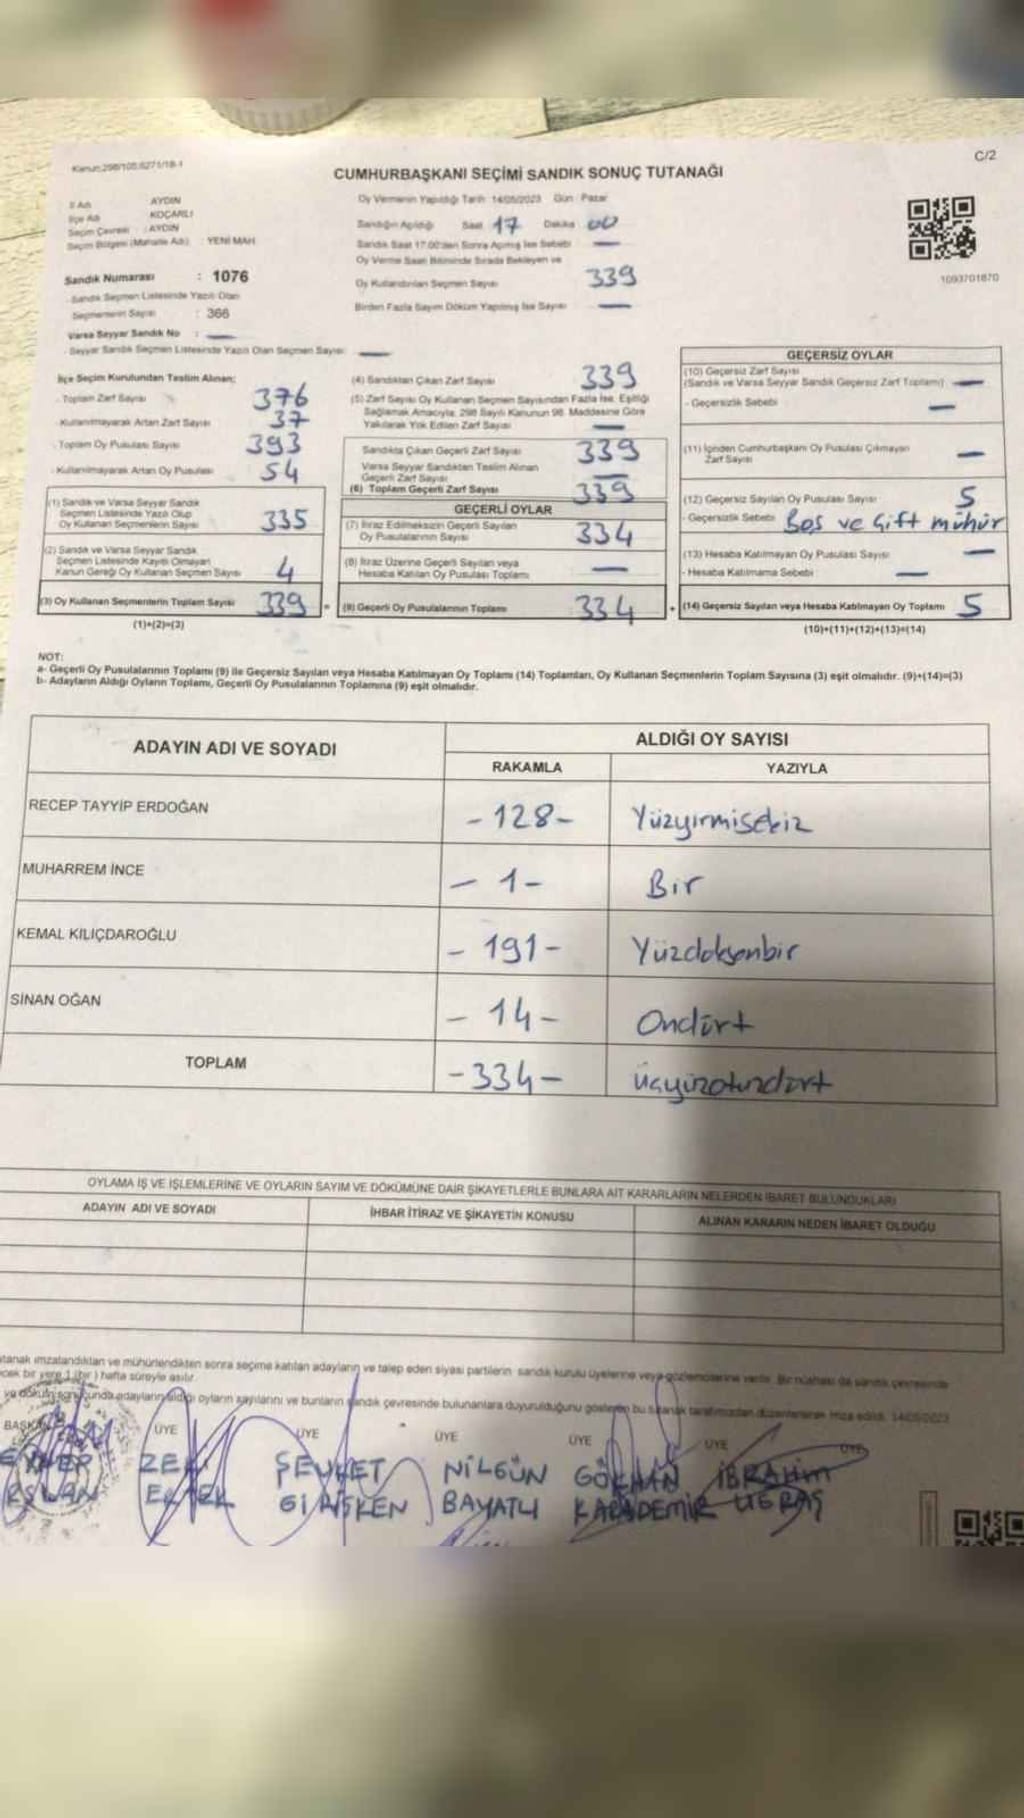 Kanun:298/105;6271/18-1
C/2
CUMHURBAŞKANI SEÇİMİ SANDIK SONUÇ TUTANAĞI
İl Adı AYDIN
İlçe Adı KOÇARLI
Seçim Çevresi : AYDIN
Seçim Bölgesi (Mahalle Adı) : YENİ MAH
Sandık Numarası : 1076
Sandık Seçmen Listesinde Yazılı Olan
Seçmenlerin Sayısı : 366
Varsa Seyyar Sandık No : —
- Seyyar Sandık Seçmen Listesinde Yazılı Olan Seçmen Sayısı: —
Oy Vermenin Yapıldığı Tarih: 14/05/2023 Gün : Pazar
Sandığın Açıldığı Saat 17 Dakika 00
Sandık Saat 17:00'den Sonra Açılmış İse Sebebi —
Oy Verme Saati Bitiminde Sırada Bekleyen ve
Oy Kullandırılan Seçmen Sayısı 339
Birden Fazla Sayım Döküm Yapılmış İse Sayısı —
1093701870
İlçe Seçim Kurulundan Teslim Alınan;
- Toplam Zarf Sayısı 376
- Kullanılmayarak Artan Zarf Sayısı 37
- Toplam Oy Pusulası Sayısı 393
- Kullanılmayarak Artan Oy Pusulası 54
(1) Sandık ve Varsa Seyyar Sandık
Seçmen Listesinde Yazılı Olup
Oy Kullanan Seçmenlerin Sayısı 335
(2) Sandık ve Varsa Seyyar Sandık
Seçmen Listesinde Kayıtlı Olmayan
Kanun Gereği Oy Kullanan Seçmen Sayısı 4
(3) Oy Kullanan Seçmenlerin Toplam Sayısı 339 =
(1)+(2)=(3)
(4) Sandıktan Çıkan Zarf Sayısı 339
(5) Zarf Sayısı Oy Kullanan Seçmen Sayısından Fazla İse, Eşitliği
Sağlamak Amacıyla, 298 Sayılı Kanunun 98. Maddesine Göre
Yakılarak Yok Edilen Zarf Sayısı —
Sandıkta Çıkan Geçerli Zarf Sayısı 339
Varsa Seyyar Sandıktan Teslim Alınan
Geçerli Zarf Sayısı —
(6) Toplam Geçerli Zarf Sayısı 339
GEÇERLİ OYLAR
(7) İtiraz Edilmeksizin Geçerli Sayılan
Oy Pusulalarının Sayısı 334
(8) İtiraz Üzerine Geçerli Sayılan veya
Hesaba Katılan Oy Pusulası Toplamı —
(9) Geçerli Oy Pusulalarının Toplamı 334 +
GEÇERSİZ OYLAR
(10) Geçersiz Zarf Sayısı
(Sandık ve Varsa Seyyar Sandık Geçersiz Zarf Toplamı) —
- Geçersizlik Sebebi —
(11) İçinden Cumhurbaşkanı Oy Pusulası Çıkmayan
Zarf Sayısı —
(12) Geçersiz Sayılan Oy Pusulası Sayısı 5
- Geçersizlik Sebebi Boş ve Çift mühür
(13) Hesaba Katılmayan Oy Pusulası Sayısı —
- Hesaba Katılmama Sebebi —
(14) Geçersiz Sayılan veya Hesaba Katılmayan Oy Toplamı 5
(10)+(11)+(12)+(13)=(14)
NOT:
a- Geçerli Oy Pusulalarının Toplamı (9) ile Geçersiz Sayılan veya Hesaba Katılmayan Oy Toplamı (14) Toplamları, Oy Kullanan Seçmenlerin Toplam Sayısına (3) eşit olmalıdır. (9)+(14)=(3)
b- Adayların Aldığı Oyların Toplamı, Geçerli Oy Pusulalarının Toplamına (9) eşit olmalıdır.
ADAYIN ADI VE SOYADI
ALDIĞI OY SAYISI
RAKAMLA YAZIYLA
RECEP TAYYİP ERDOĞAN - 128 - Yüzyirmisekiz
MUHARREM İNCE - 1 - Bir
KEMAL KILIÇDAROĞLU - 191 - Yüzdoksanbir
SİNAN OĞAN - 14 - Ondört
TOPLAM - 334 - üçyüzotuzdört
OYLAMA İŞ VE İŞLEMLERİNE VE OYLARIN SAYIM VE DÖKÜMÜNE DAİR ŞİKAYETLERLE BUNLARA AİT KARARLARIN NELERDEN İBARET BULUNDUKLARI
ADAYIN ADI VE SOYADI İHBAR İTİRAZ VE ŞİKAYETİN KONUSU ALINAN KARARIN NEDEN İBARET OLDUĞU
tanak imzalandıktan ve mühürlendikten sonra seçime katılan adayların ve talep eden siyasi partilerin sandık kurulu üyelerine veya gözlemcilerine verilir. Bir nüshası da sandık çevresinde
bir yere 1 (bir) hafta süreyle asılır.
adayların aldığı oyların sayılarını ve bunların sandık çevresinde bulunanlara duyurulduğunu gösteren bu tutanak tarafımızdan düzenlenerek imza edildi. 14/05/2023
BAŞKAN ÜYE ÜYE ÜYE ÜYE ÜYE ÜYE
ŞEVKET NİLGÜN GÖKHAN İBRAHİM
BAYATLI KARADEMİR UĞRAŞ